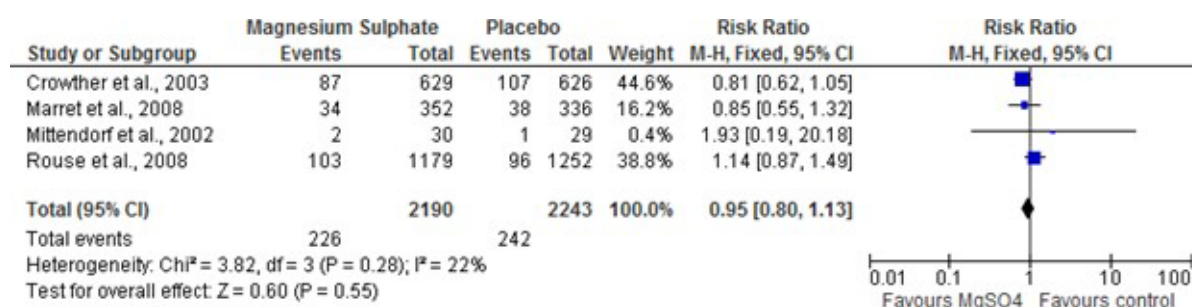 Magnesium Sulphate Placebo Risk Ratio Risk Ratio
Study or Subgroup Events Total Events Total Weight M-H, Fixed, 95% CI M-H, Fixed, 95% CI
Crowther et al., 2003 87 629 107 626 44.6% 0.81 [0.62, 1.05]
Marret et al., 2008 34 352 38 336 16.2% 0.85 [0.55, 1.32]
Mittendorf et al., 2002 2 30 1 29 0.4% 1.93 [0.19, 20.18]
Rouse et al., 2008 103 1179 96 1252 38.8% 1.14 [0.87, 1.49]
Total (95% CI) 2190 2243 100.0% 0.95 [0.80, 1.13]
Total events 226 242
Heterogeneity: Chi² = 3.82, df = 3 (P = 0.28); I² = 22%
Test for overall effect: Z = 0.60 (P = 0.55)
0.01 0.1 1 10 100
Favours MgSO4 Favours control